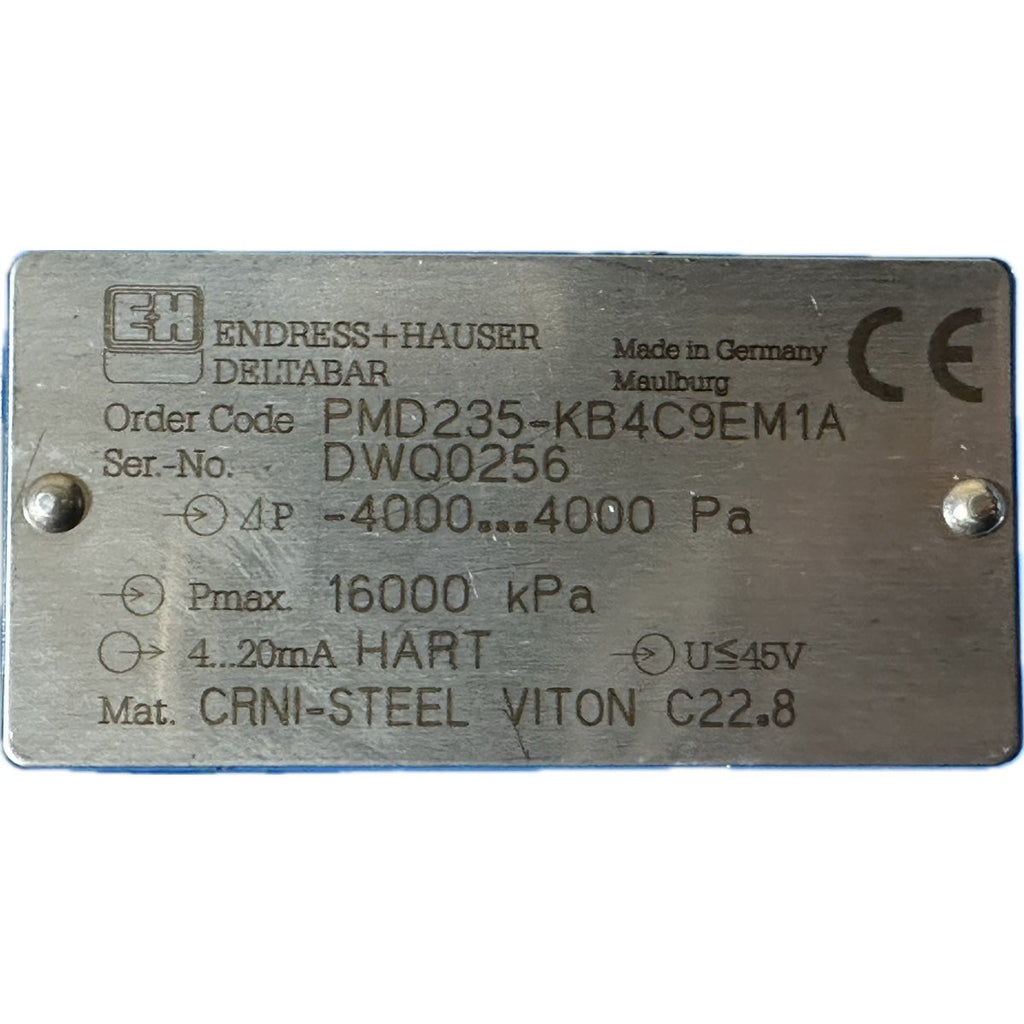 E+H ENDRESS+HAUSER
DELTABAR
Made in Germany
Maulburg
CE
Order Code PMD235-KB4C9EM1A
Ser.-No. DWQ0256
ΔP -4000...4000 Pa
Pmax. 16000 kPa
4...20mA HART U≤45V
Mat. CRNI-STEEL VITON C22.8